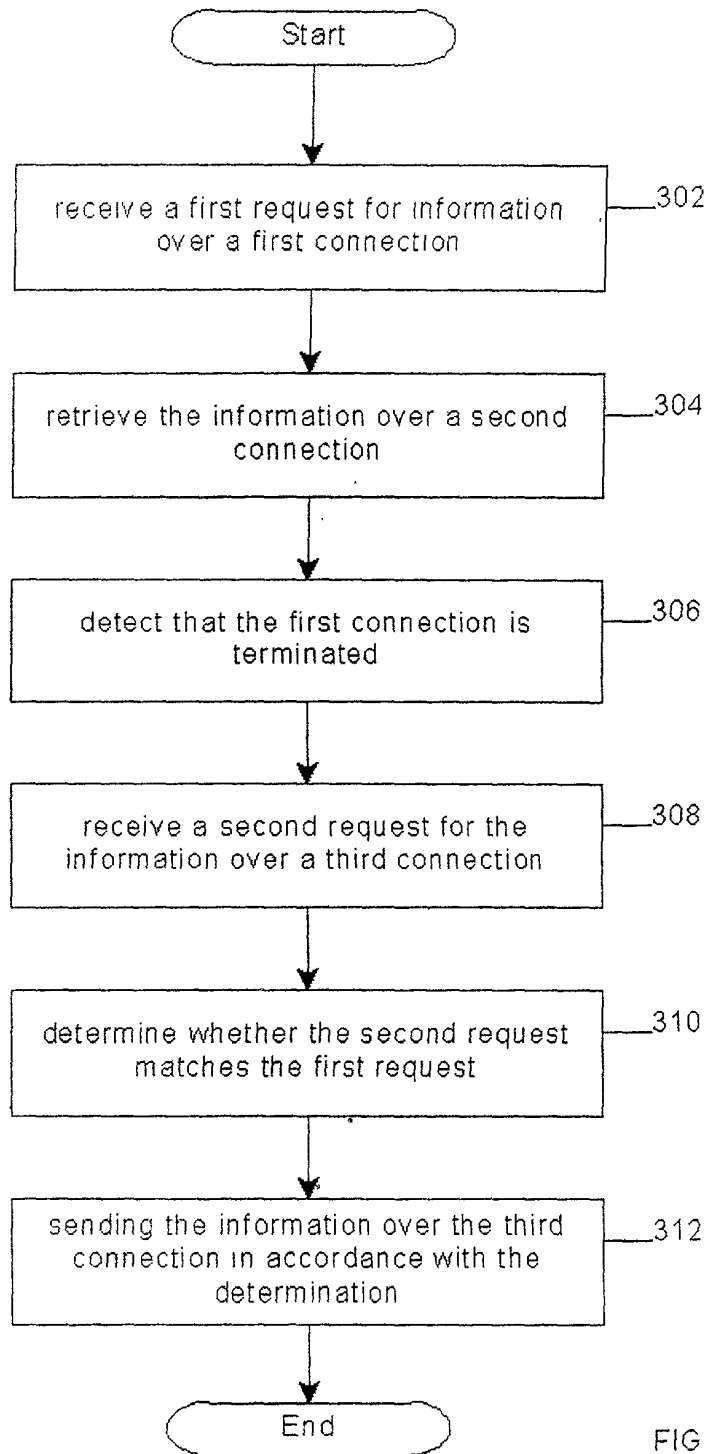 Start
receive a first request for information
over a first connection
302
retrieve the information over a second
connection
304
detect that the first connection is
terminated
306
receive a second request for the
information over a third connection
308
determine whether the second request
matches the first request
310
sending the information over the third
connection in accordance with the
determination
312
End
FIG